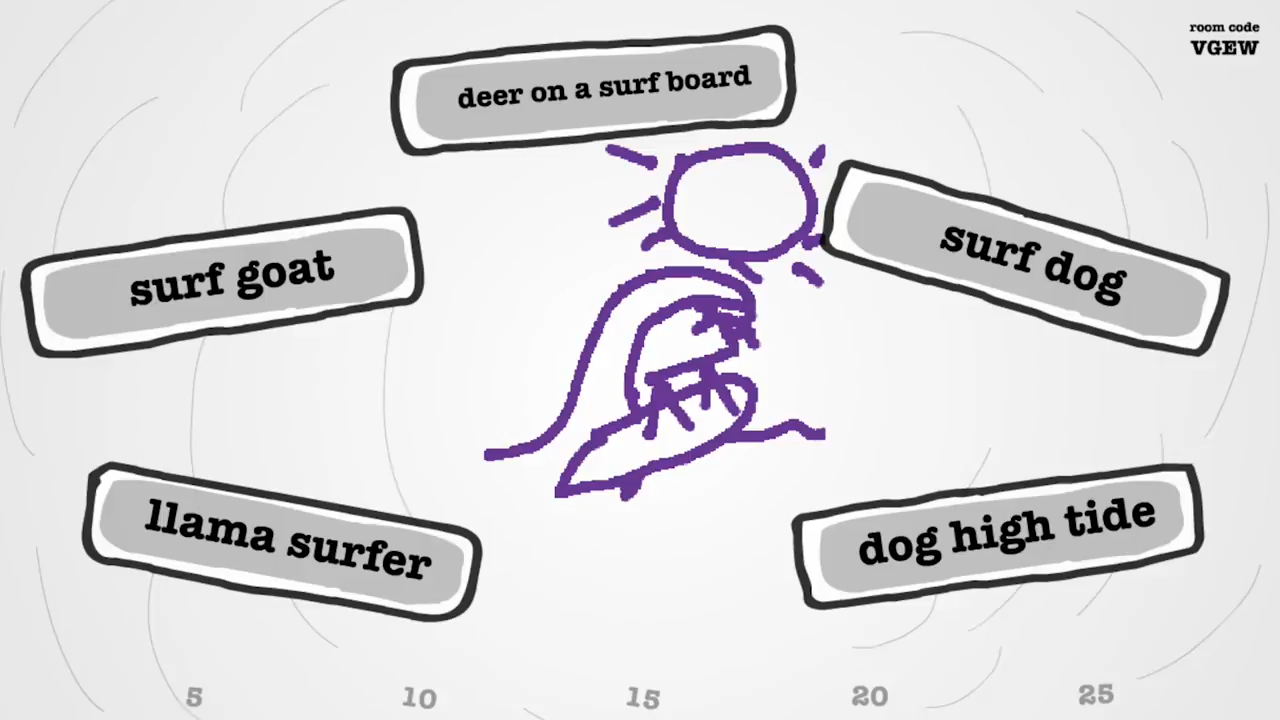 room code
VGEW
deer on a surf board
surf goat
surf dog
llama surfer
dog high tide
5 10 15 20 25